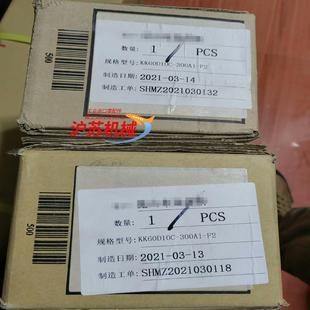 数量: 1 PCS
规格型号: KK60D10C-300A1-F2
制造日期: 2021-03-14
制造工单: SHMZ2021030132
500
沪苏机械
数量: 1 PCS
规格型号: KK60D10C-300A1-F2
制造日期: 2021-03-13
制造工单: SHMZ2021030118
500